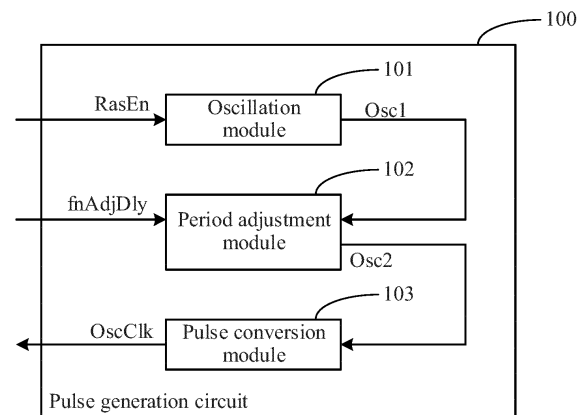 100
101
RasEn
Oscillation
module
Osc1
102
fnAdjDly
Period adjustment
module
Osc2
103
OscClk
Pulse conversion
module
Pulse generation circuit